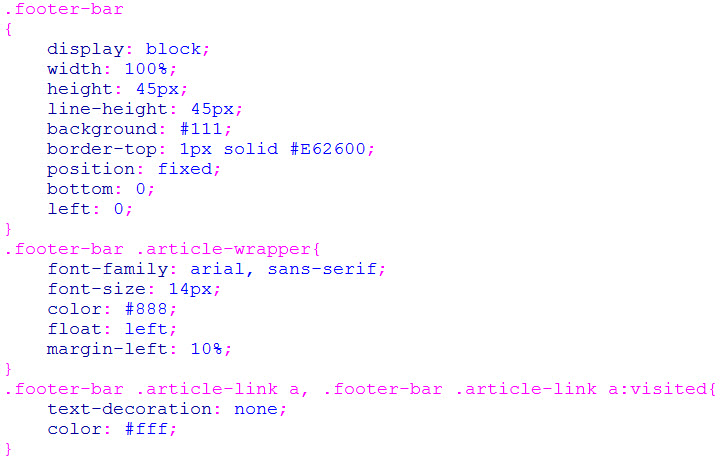 .footer-bar
{
    display: block;
    width: 100%;
    height: 45px;
    line-height: 45px;
    background: #111;
    border-top: 1px solid #E62600;
    position: fixed;
    bottom: 0;
    left: 0;
}
.footer-bar .article-wrapper{
    font-family: arial, sans-serif;
    font-size: 14px;
    color: #888;
    float: left;
    margin-left: 10%;
}
.footer-bar .article-link a, .footer-bar .article-link a:visited{
    text-decoration: none;
    color: #fff;
}